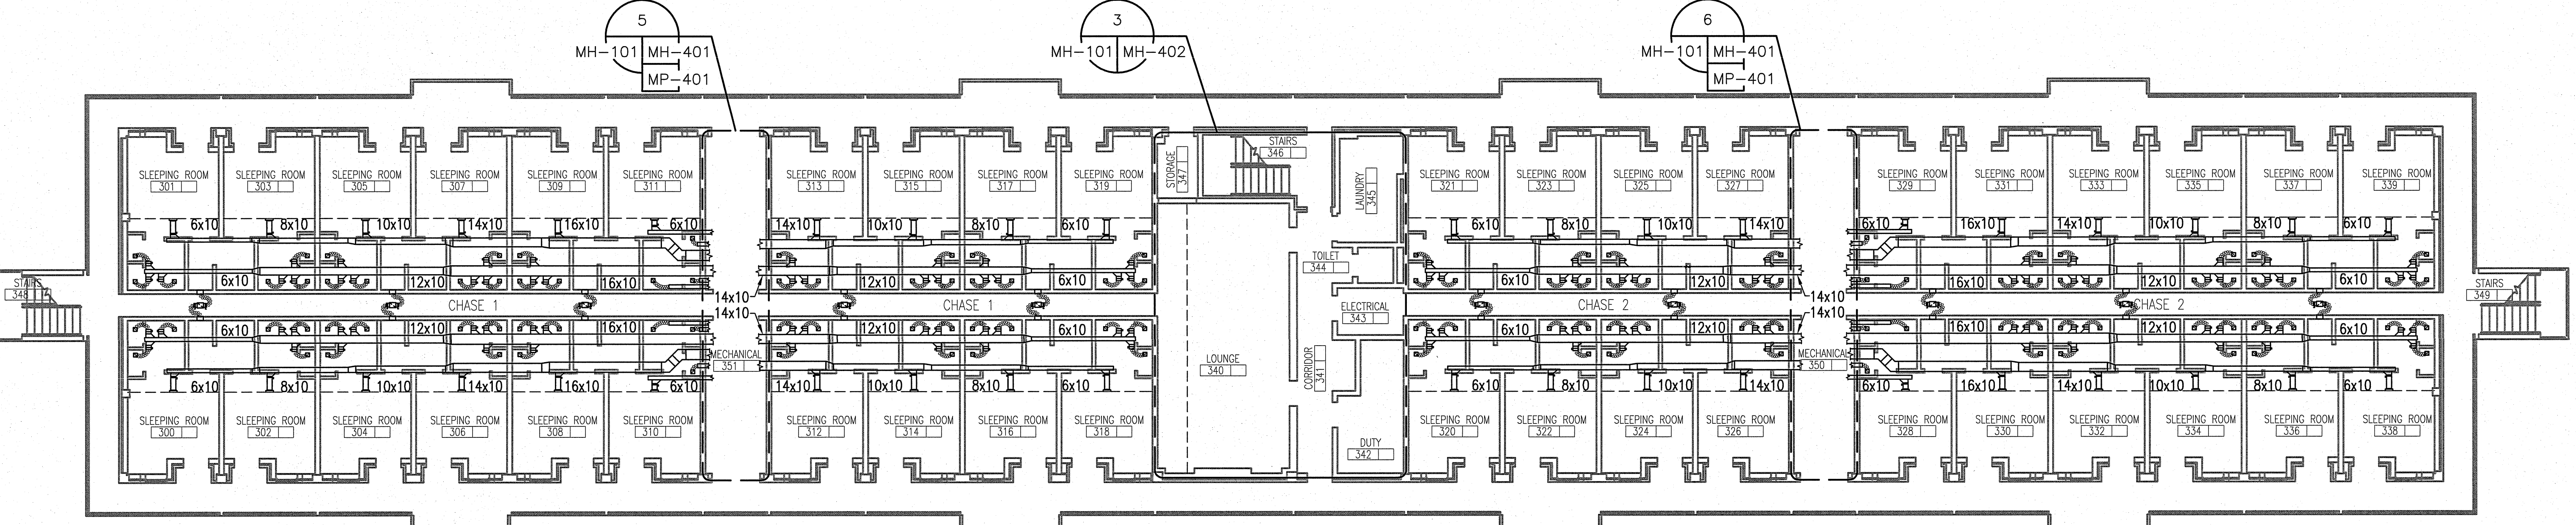 5
MH-101 MH-401
MP-401
3
MH-101 MH-402
6
MH-101 MH-401
MP-401
SLEEPING ROOM
301
SLEEPING ROOM
303
SLEEPING ROOM
305
SLEEPING ROOM
307
SLEEPING ROOM
309
SLEEPING ROOM
311
SLEEPING ROOM
313
SLEEPING ROOM
315
SLEEPING ROOM
317
SLEEPING ROOM
319
STORAGE
347
STAIRS
346
LAUNDRY
345
SLEEPING ROOM
321
SLEEPING ROOM
323
SLEEPING ROOM
325
SLEEPING ROOM
327
SLEEPING ROOM
329
SLEEPING ROOM
331
SLEEPING ROOM
333
SLEEPING ROOM
335
SLEEPING ROOM
337
SLEEPING ROOM
339
6x10 8x10 10x10 14x10 16x10 6x10 14x10 10x10 8x10 6x10 6x10 8x10 10x10 14x10 6x10 16x10 14x10 10x10 8x10 6x10
TOILET
344
STAIRS
348
STAIRS
349
6x10 12x10 16x10 12x10 6x10 6x10 12x10 16x10 12x10 6x10
14x10 14x10
CHASE 1 CHASE 1 CHASE 2 CHASE 2
14x10 14x10
ELECTRICAL
343
6x10 12x10 16x10 12x10 6x10 6x10 12x10 16x10 12x10 6x10
MECHANICAL
351
LOUNGE
340
CORRIDOR
341
MECHANICAL
350
6x10 8x10 10x10 14x10 16x10 6x10 14x10 10x10 8x10 6x10 6x10 8x10 10x10 14x10 6x10 16x10 14x10 10x10 8x10 6x10
SLEEPING ROOM
300
SLEEPING ROOM
302
SLEEPING ROOM
304
SLEEPING ROOM
306
SLEEPING ROOM
308
SLEEPING ROOM
310
SLEEPING ROOM
312
SLEEPING ROOM
314
SLEEPING ROOM
316
SLEEPING ROOM
318
DUTY
342
SLEEPING ROOM
320
SLEEPING ROOM
322
SLEEPING ROOM
324
SLEEPING ROOM
326
SLEEPING ROOM
328
SLEEPING ROOM
330
SLEEPING ROOM
332
SLEEPING ROOM
334
SLEEPING ROOM
336
SLEEPING ROOM
338